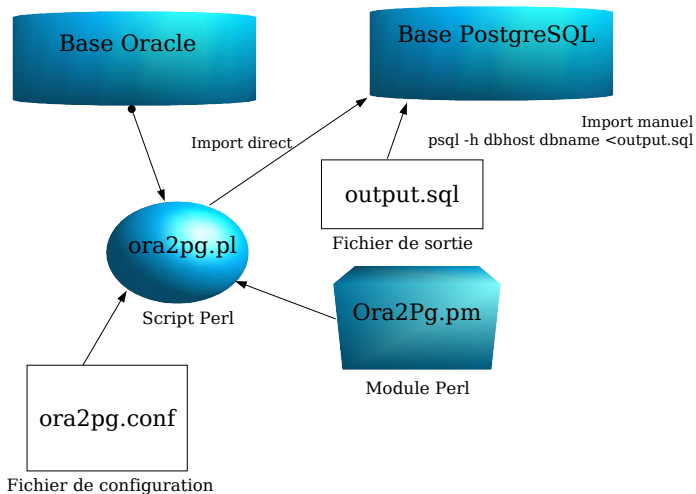 Base Oracle
Base PostgreSQL
Import manuel
psql -h dbhost dbname <output.sql
Import direct
output.sql
Fichier de sortie
ora2pg.pl
Script Perl
Ora2Pg.pm
Module Perl
ora2pg.conf
Fichier de configuration